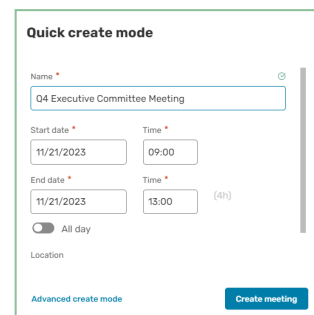 Quick create mode
Name *
Q4 Executive Committee Meeting
Start date * Time *
11/21/2023 09:00
End date * Time *
11/21/2023 13:00 (4h)
All day
Location
Advanced create mode Create meeting